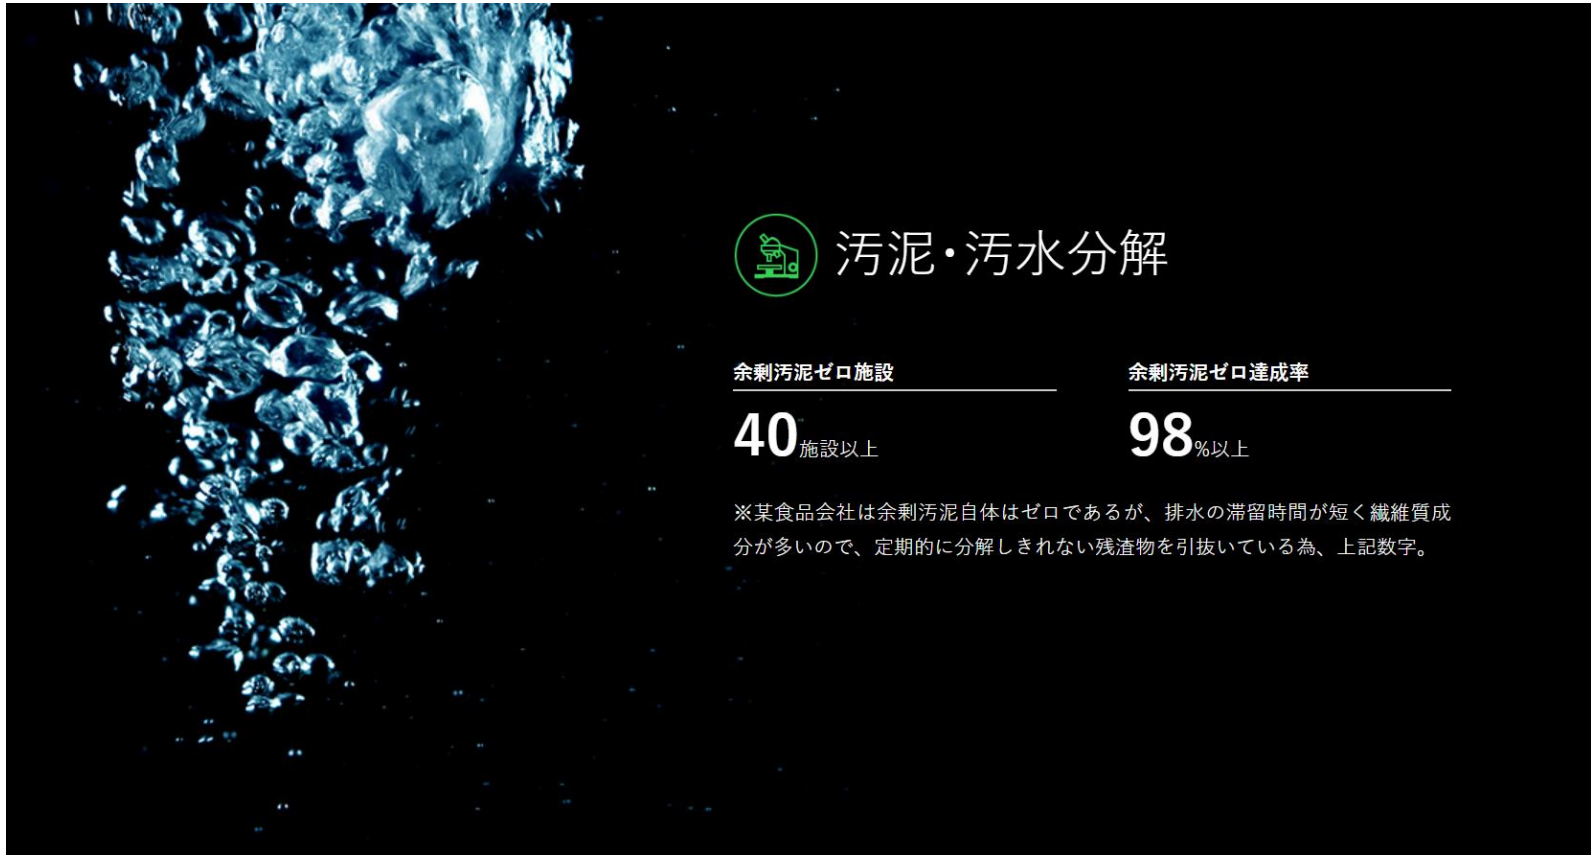 汚泥・汚水分解
余剰汚泥ゼロ施設
40施設以上
余剰汚泥ゼロ達成率
98%以上
※某食品会社は余剰汚泥自体はゼロであるが、排水の滞留時間が短く繊維質成
分が多いので、定期的に分解しきれない残渣物を引抜いている為、上記数字。